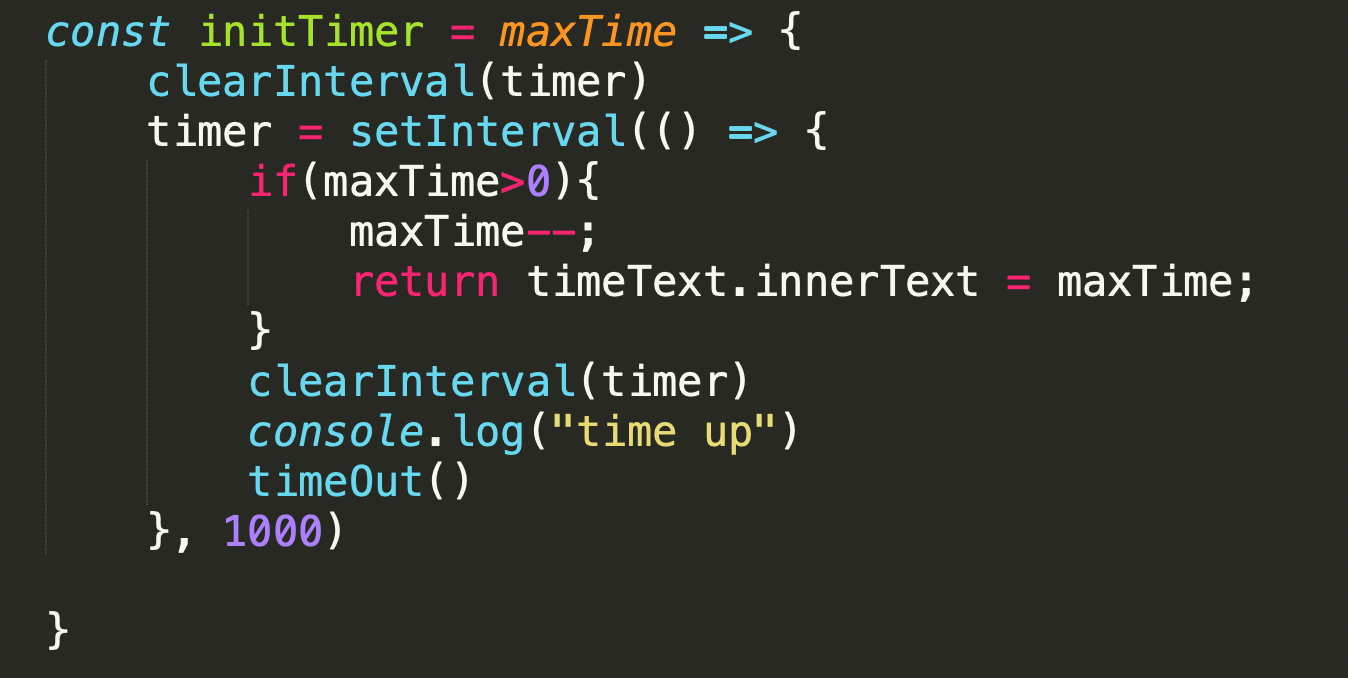 const initTimer = maxTime => {
    clearInterval(timer)
    timer = setInterval(() => {
        if(maxTime>0){
            maxTime--;
            return timeText.innerText = maxTime;
        }
        clearInterval(timer)
        console.log("time up")
        timeOut()
    }, 1000)

}